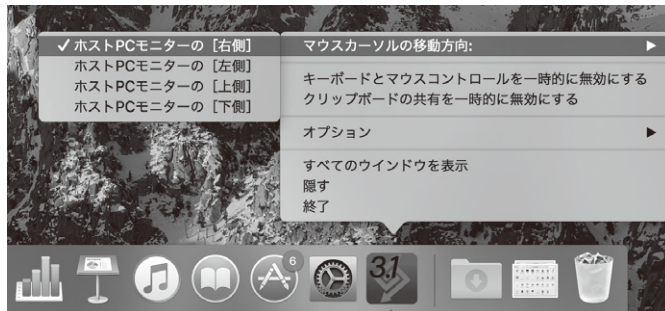 ✓ホストPCモニターの［右側］
ホストPCモニターの［左側］
ホストPCモニターの［上側］
ホストPCモニターの［下側］
マウスカーソルの移動方向:
キーボードとマウスコントロールを一時的に無効にする
クリップボードの共有を一時的に無効にする
オプション
すべてのウインドウを表示
隠す
終了
6
3.1